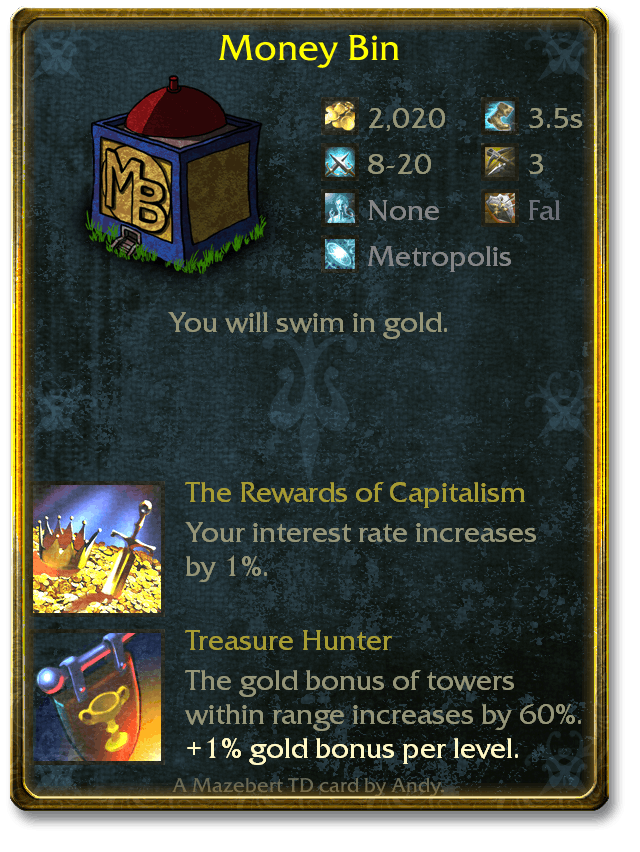 Money Bin
MBB
2,020 3.5s
8-20 3
None Fal
Metropolis
You will swim in gold.
The Rewards of Capitalism
Your interest rate increases
by 1%.
Treasure Hunter
The gold bonus of towers
within range increases by 60%.
+1% gold bonus per level.
A Mazebert TD card by Andy.